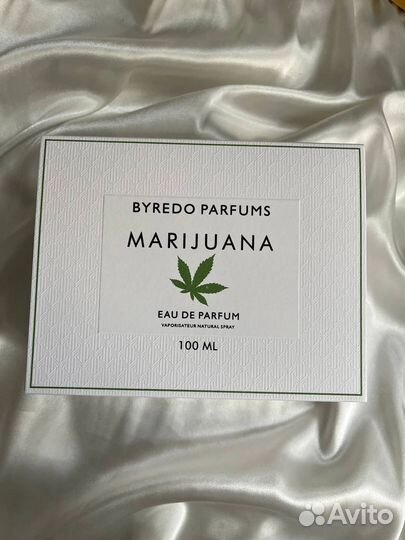 BYREDO PARFUMS
MARIJUANA
EAU DE PARFUM
VAPORISATEUR NATURAL SPRAY
100 ML
Avito